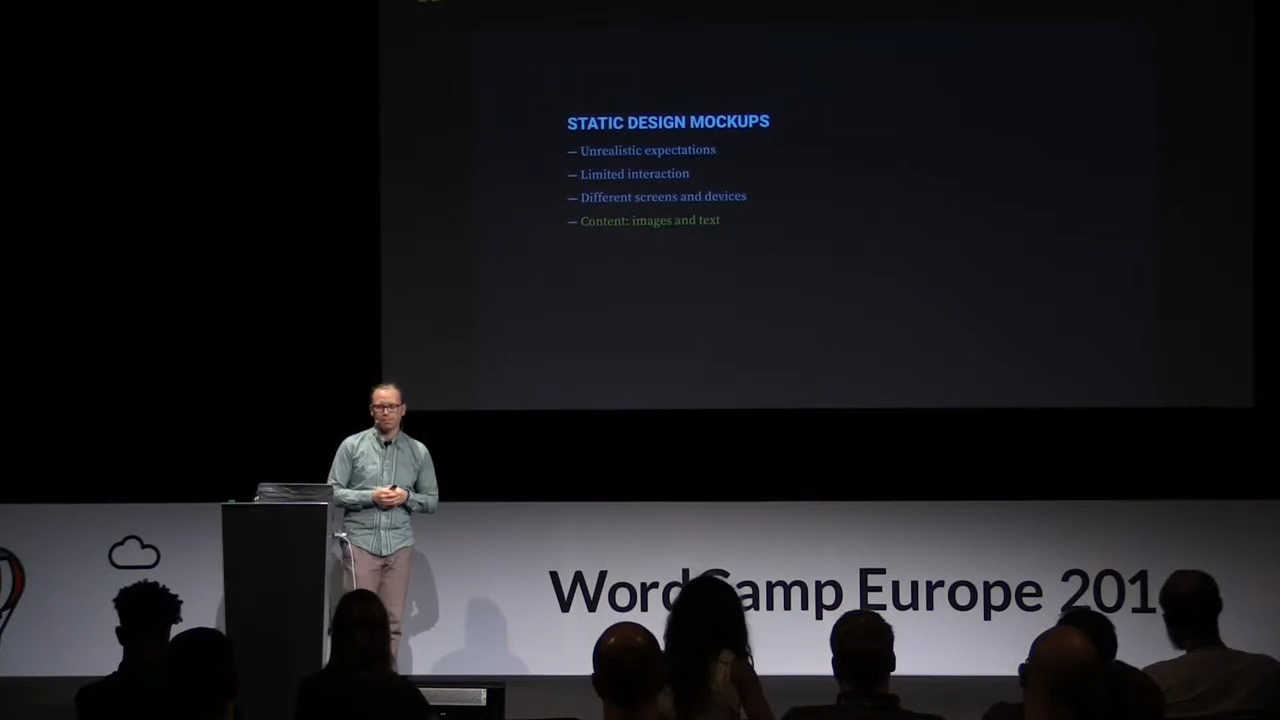 STATIC DESIGN MOCKUPS
— Unrealistic expectations
— Limited interaction
— Different screens and devices
— Content: images and text
WordCamp Europe 201